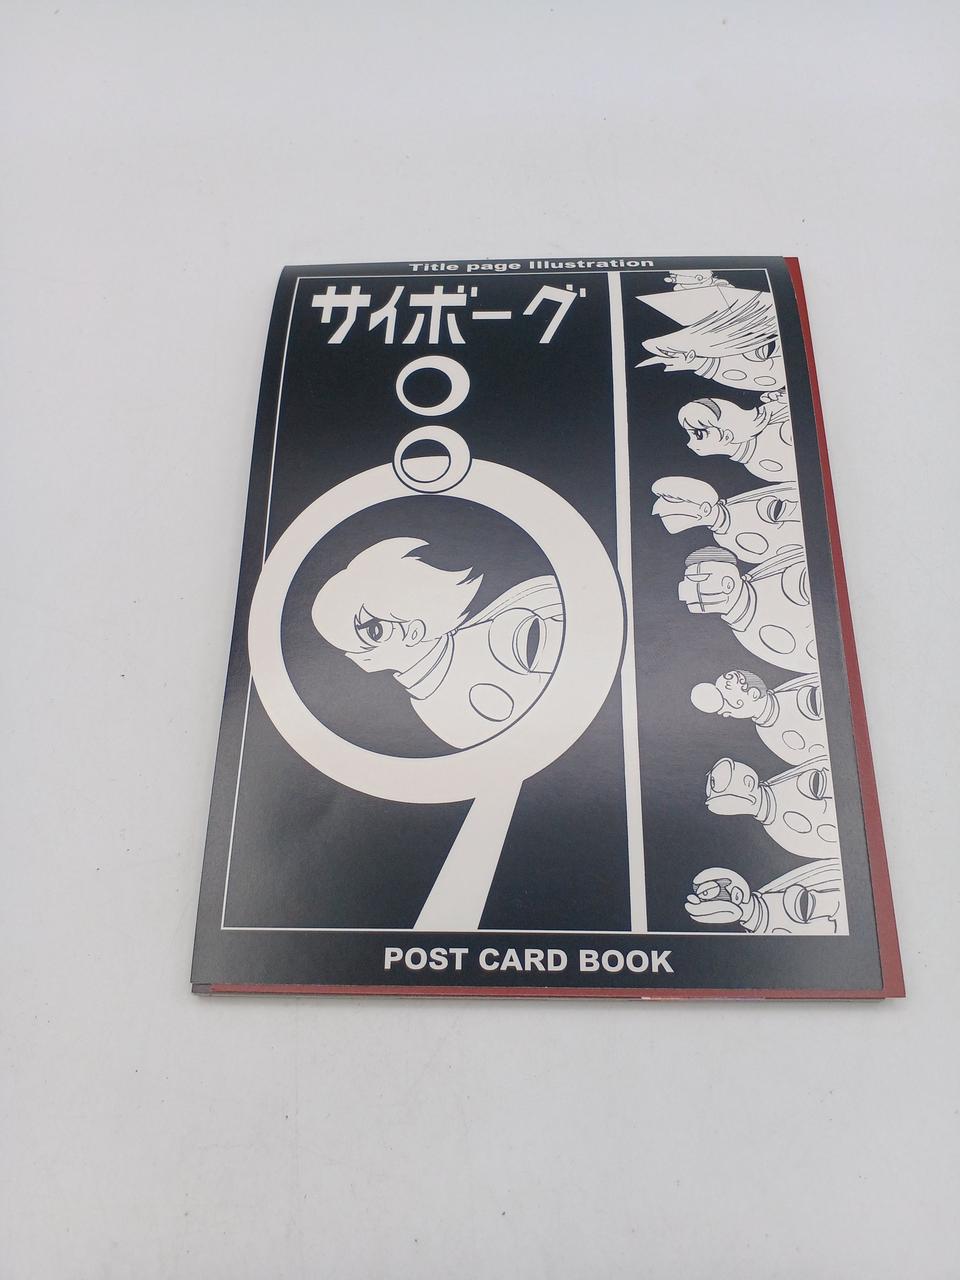 Title page Illustration
サイボーグ
009
POST CARD BOOK